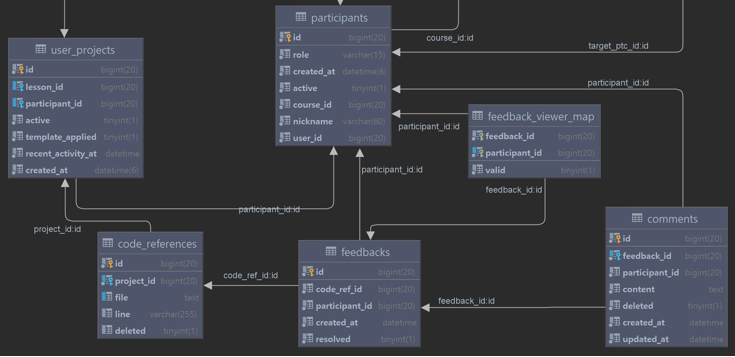 participants
id bigint(20)
role varchar(15)
created_at datetime(6)
active tinyint(1)
course_id bigint(20)
nickname varchar(60)
user_id bigint(20)
course_id:id
target_ptc_id:id
user_projects
id bigint(20)
lesson_id bigint(20)
participant_id bigint(20)
active tinyint(1)
template_applied tinyint(1)
recent_activity_at datetime
created_at datetime(6)
participant_id:id
feedback_viewer_map
feedback_id bigint(20)
participant_id bigint(20)
valid tinyint(1)
participant_id:id
participant_id:id
feedback_id:id
participant_id:id
project_id:id
code_references
id bigint(20)
project_id bigint(20)
file text
line varchar(255)
deleted tinyint(1)
code_ref_id:id
feedbacks
id bigint(20)
code_ref_id bigint(20)
participant_id bigint(20)
created_at datetime
resolved tinyint(1)
feedback_id:id
comments
id bigint(20)
feedback_id bigint(20)
participant_id bigint(20)
content text
deleted tinyint(1)
created_at datetime
updated_at datetime